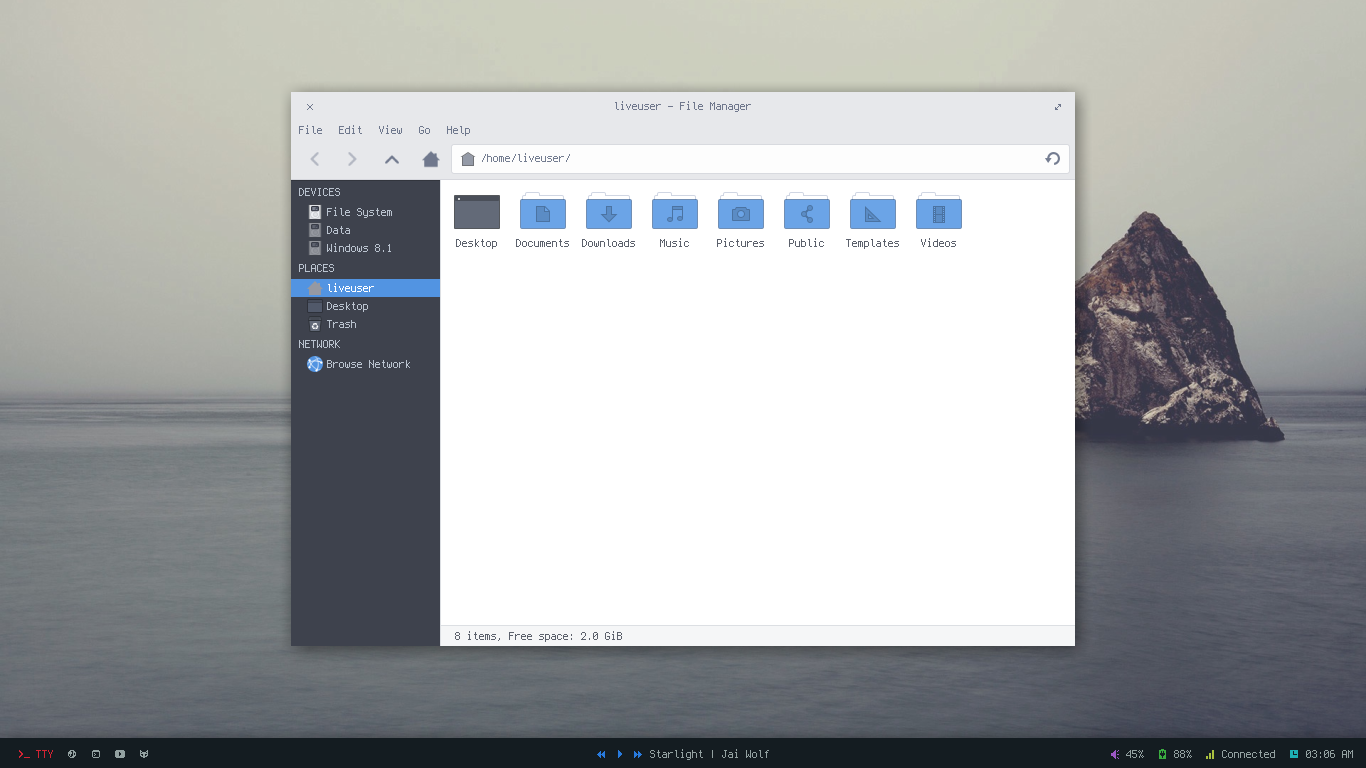 liveuser - File Manager
File Edit View Go Help
/home/liveuser/
DEVICES
File System
Data
Windows 8.1
PLACES
liveuser
Desktop
Trash
NETWORK
Browse Network
Desktop Documents Downloads Music Pictures Public Templates Videos
8 items, Free space: 2.0 GiB
>_ TTY
Starlight | Jai Wolf
45% 88% Connected 03:06 AM